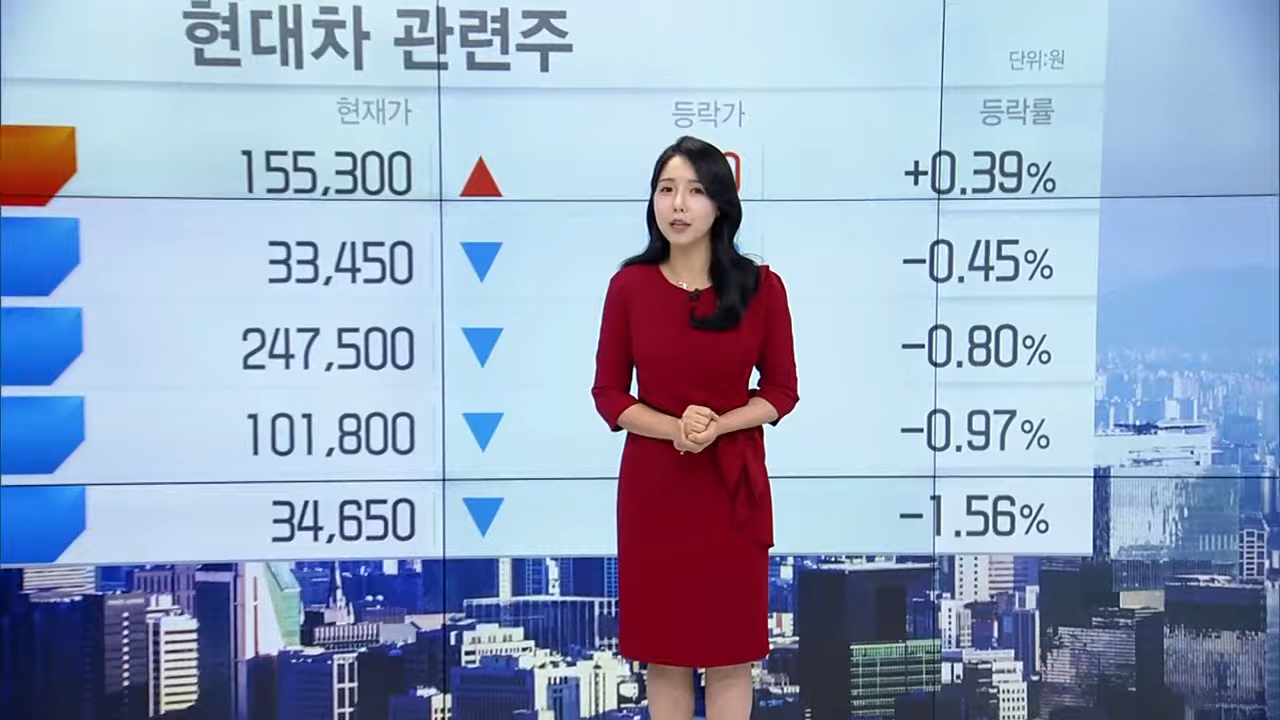 현대차 관련주
단위:원
현재가 등락가 등락률
155,300 ▲ 0 +0.39%
33,450 ▼ -0.45%
247,500 ▼ -0.80%
101,800 ▼ -0.97%
34,650 ▼ -1.56%